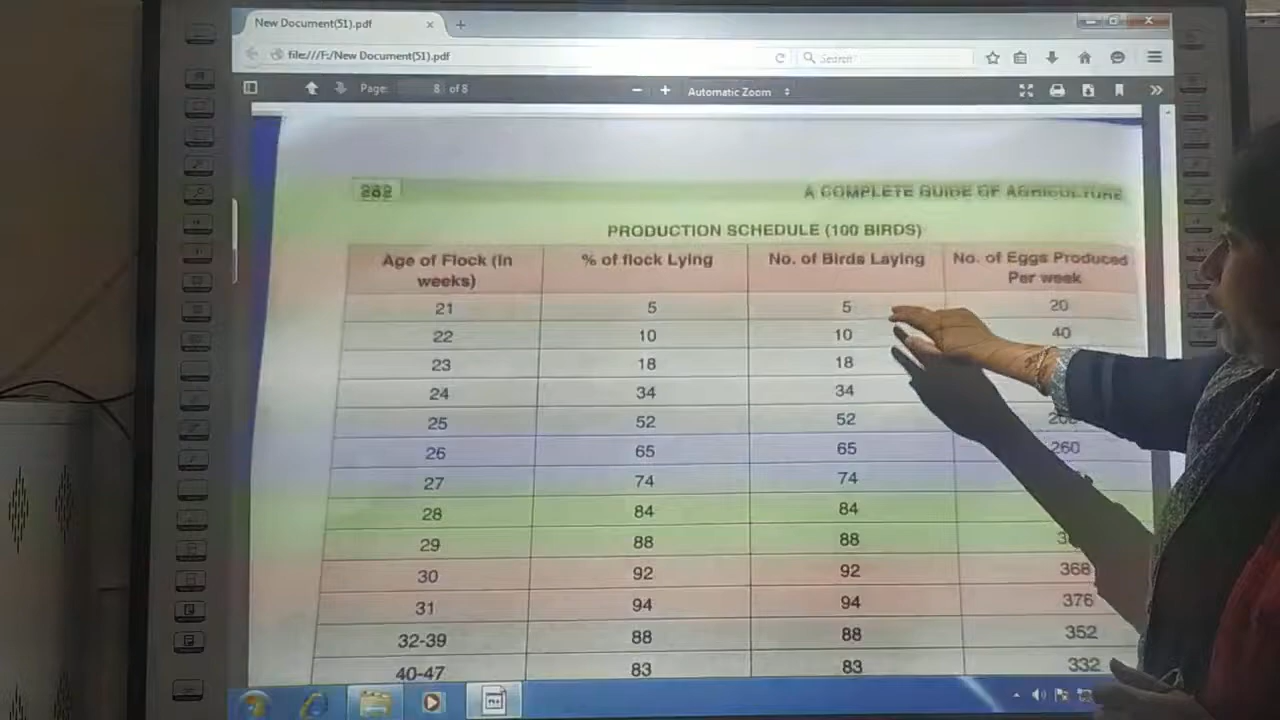 New Document(51).pdf
file:///F:/New Document(51).pdf
Search
Page: 8 of 8
Automatic Zoom
262
A COMPLETE GUIDE OF AGRICULTURE
PRODUCTION SCHEDULE (100 BIRDS)
Age of Flock (In weeks) % of flock Lying No. of Birds Laying No. of Eggs Produced Per week
21 5 5 20
22 10 10 40
23 18 18
24 34 34
25 52 52
26 65 65 260
27 74 74
28 84 84
29 88 88
30 92 92 368
31 94 94 376
32-39 88 88 352
40-47 83 83 332